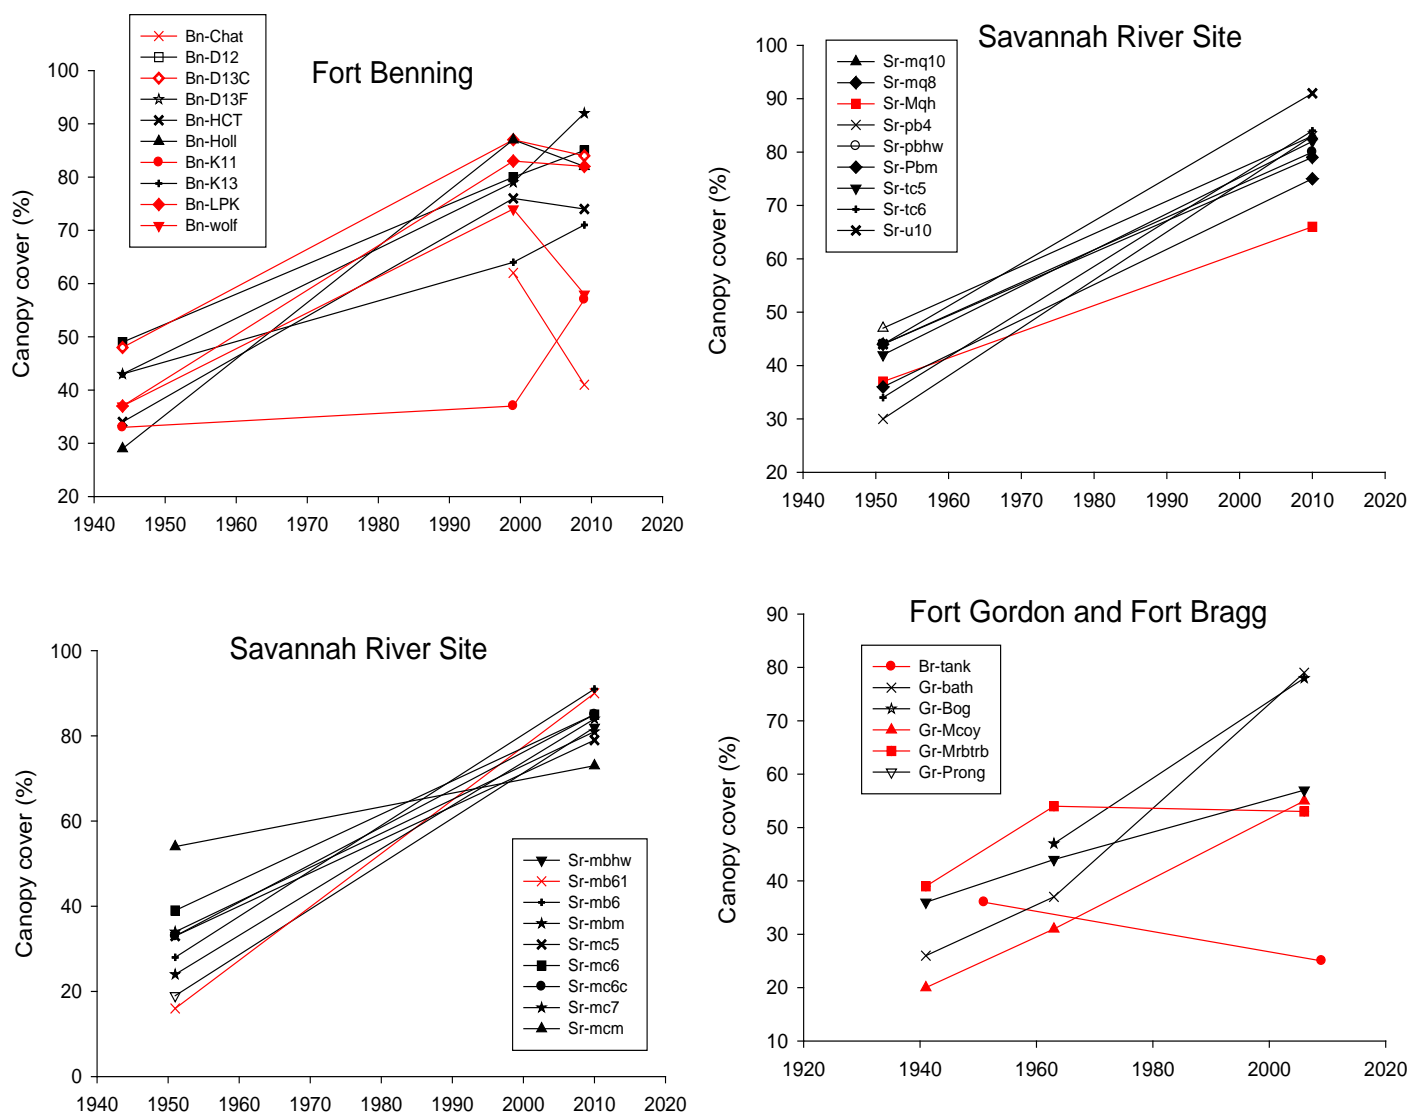 Fort Benning
Bn-Chat
Bn-D12
Bn-D13C
Bn-D13F
Bn-HCT
Bn-Holl
Bn-K11
Bn-K13
Bn-LPK
Bn-wolf
Canopy cover (%)
100
90
80
70
60
50
40
30
20
1940 1950 1960 1970 1980 1990 2000 2010 2020
Savannah River Site
Sr-mq10
Sr-mq8
Sr-Mqh
Sr-pb4
Sr-pbhw
Sr-Pbm
Sr-tc5
Sr-tc6
Sr-u10
Canopy cover (%)
100
90
80
70
60
50
40
30
20
1940 1950 1960 1970 1980 1990 2000 2010 2020
Savannah River Site
Canopy cover (%)
100
80
60
40
20
0
Sr-mbhw
Sr-mb61
Sr-mb6
Sr-mbm
Sr-mc5
Sr-mc6
Sr-mc6c
Sr-mc7
Sr-mcm
1940 1950 1960 1970 1980 1990 2000 2010 2020
Fort Gordon and Fort Bragg
Br-tank
Gr-bath
Gr-Bog
Gr-Mcoy
Gr-Mrbtrb
Gr-Prong
Canopy cover (%)
90
80
70
60
50
40
30
20
10
1920 1940 1960 1980 2000 2020